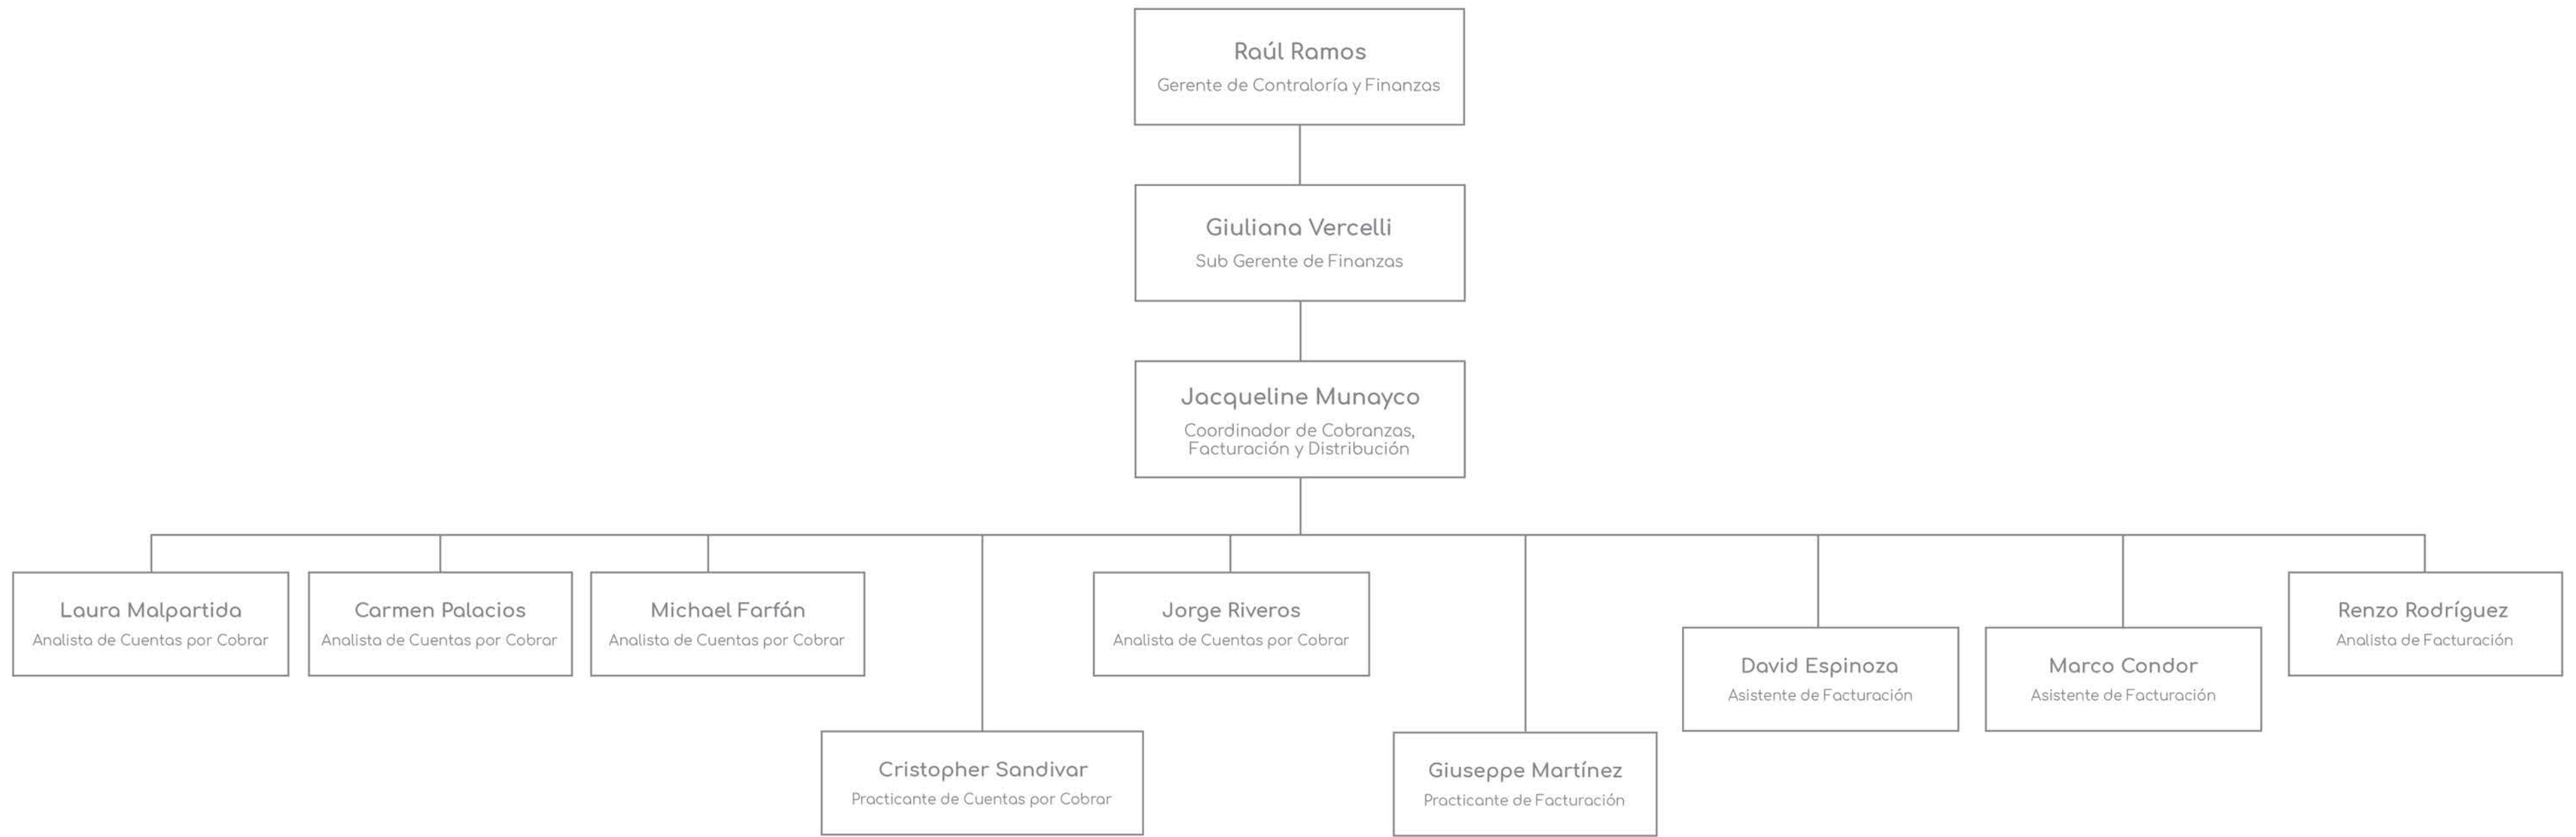 Raúl Ramos
Gerente de Contraloría y Finanzas
Giuliana Vercelli
Sub Gerente de Finanzas
Jacqueline Munayco
Coordinador de Cobranzas,
Facturación y Distribución
Laura Malpartida
Analista de Cuentas por Cobrar
Carmen Palacios
Analista de Cuentas por Cobrar
Michael Farfán
Analista de Cuentas por Cobrar
Cristopher Sandivar
Practicante de Cuentas por Cobrar
Jorge Riveros
Analista de Cuentas por Cobrar
Giuseppe Martínez
Practicante de Facturación
David Espinoza
Asistente de Facturación
Marco Condor
Asistente de Facturación
Renzo Rodríguez
Analista de Facturación